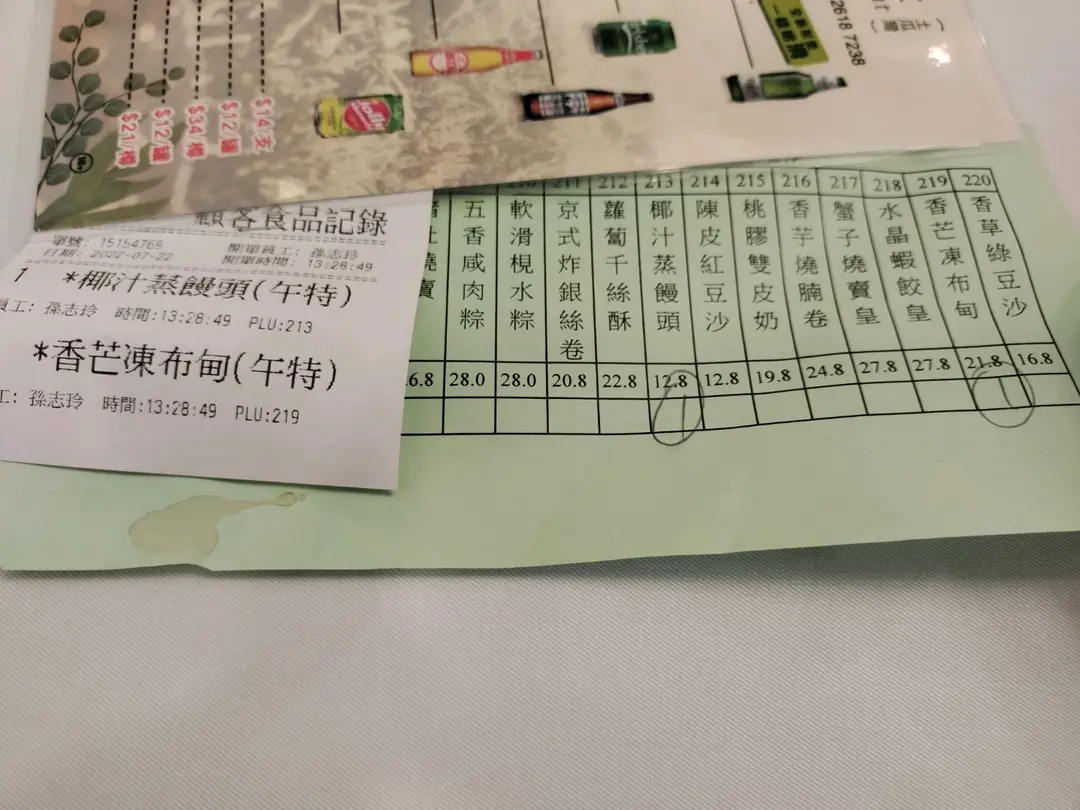 (土瓜灣)
2618 7238
$14/支
$12/罐
$34/樽
$12/罐
$21/樽
顧客食品記錄
單號: 15154769
開單員工: 孫志玲
日期: 2022-07-22
開單時間: 13:28:49
1 *椰汁蒸饅頭(午特)
員工: 孫志玲 時間:13:28:49 PLU:213
*香芒凍布甸(午特)
工: 孫志玲 時間:13:28:49 PLU:219
212 213 214 215 216 217 218 219 220
五香咸肉粽
軟滑梘水粽
京式炸銀絲卷
蘿蔔千絲酥
椰汁蒸饅頭
陳皮紅豆沙
桃膠雙皮奶
香芋燒腩卷
蟹子燒賣皇
水晶蝦餃皇
香芒凍布甸
香草綠豆沙
6.8 28.0 28.0 20.8 22.8 12.8 12.8 19.8 24.8 27.8 27.8 21.8 16.8
1 1